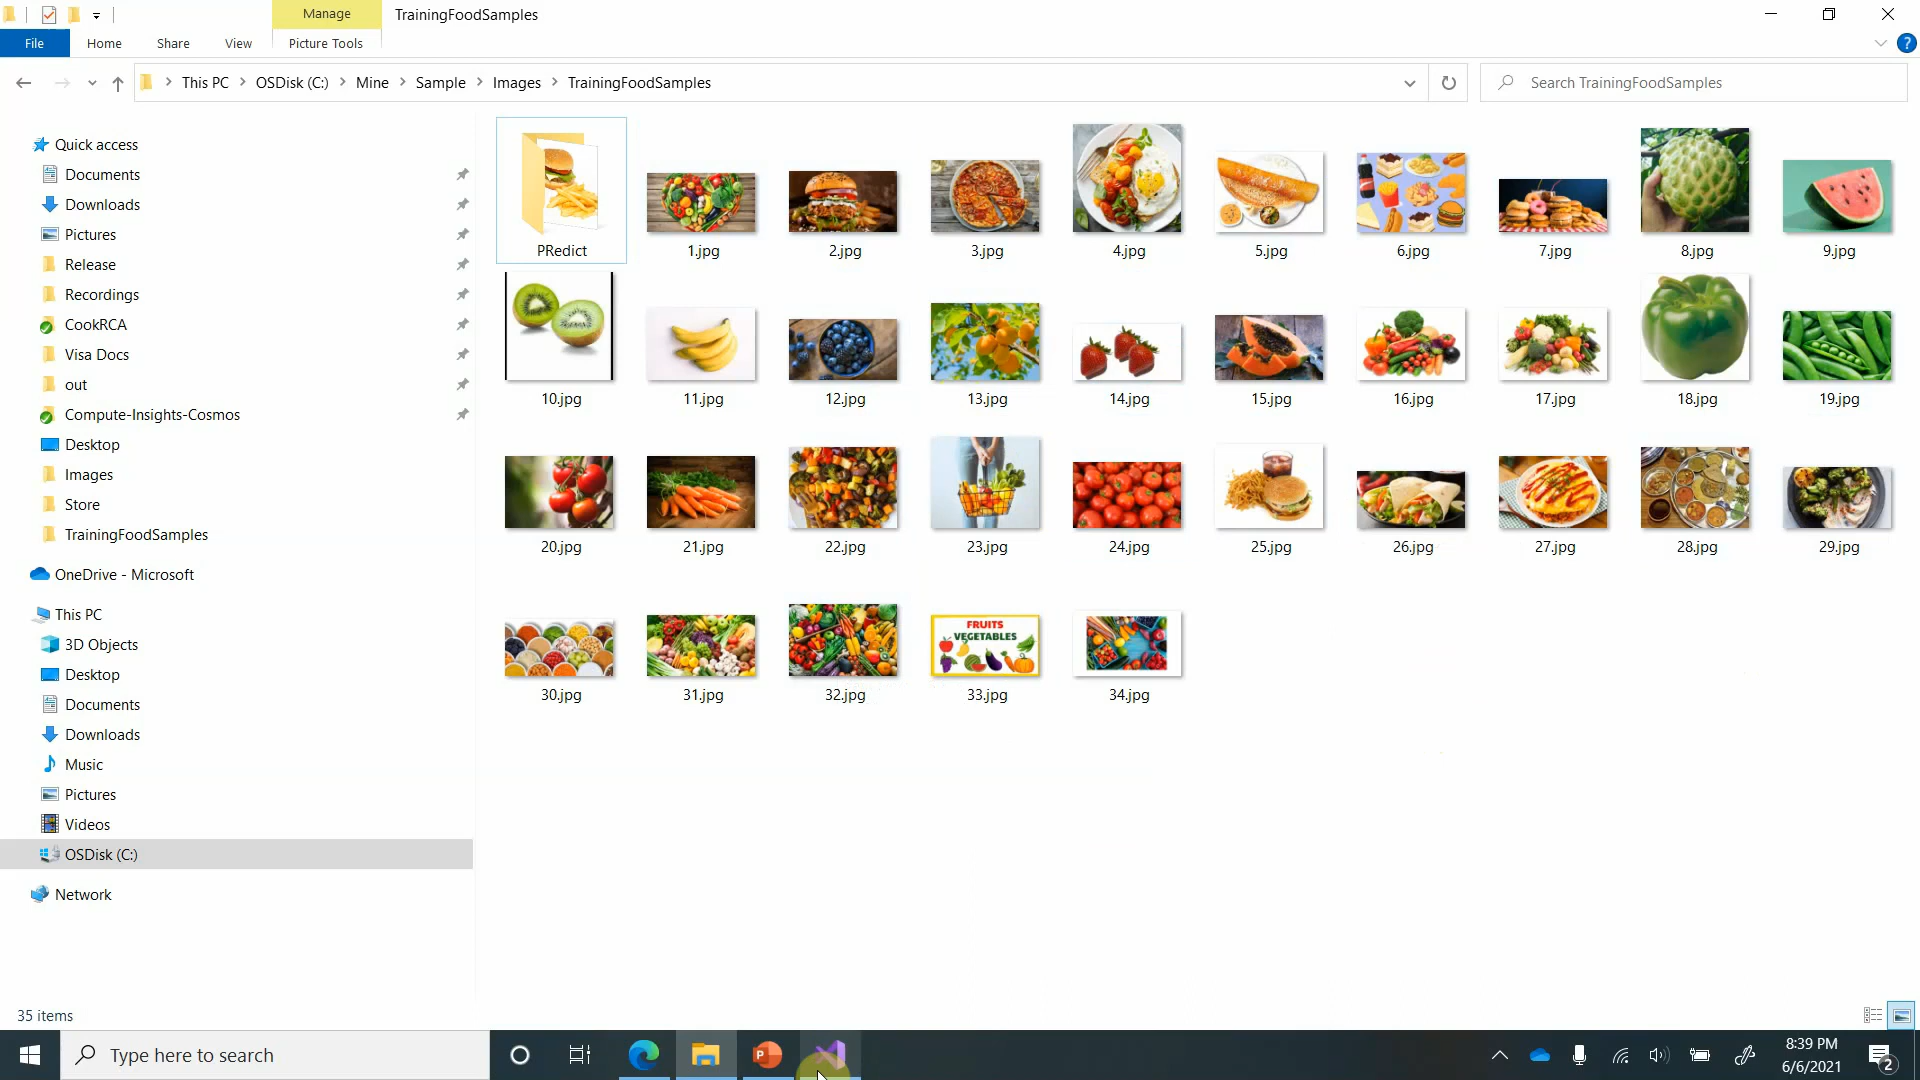 Manage
TrainingFoodSamples
File
Home
Share
View
Picture Tools
This PC
OSDisk (C:)
Mine
Sample
Images
TrainingFoodSamples
Search TrainingFoodSamples
Quick access
Documents
Downloads
Pictures
Release
Recordings
CookRCA
Visa Docs
out
Compute-Insights-Cosmos
Desktop
Images
Store
TrainingFoodSamples
OneDrive - Microsoft
This PC
3D Objects
Desktop
Documents
Downloads
Music
Pictures
Videos
OSDisk (C:)
Network
PRedict
1.jpg
2.jpg
3.jpg
4.jpg
5.jpg
6.jpg
7.jpg
8.jpg
9.jpg
10.jpg
11.jpg
12.jpg
13.jpg
14.jpg
15.jpg
16.jpg
17.jpg
18.jpg
19.jpg
20.jpg
21.jpg
22.jpg
23.jpg
24.jpg
25.jpg
26.jpg
27.jpg
28.jpg
29.jpg
FRUITS
VEGETABLES
30.jpg
31.jpg
32.jpg
33.jpg
34.jpg
35 items
Type here to search
8:39 PM
6/6/2021
2